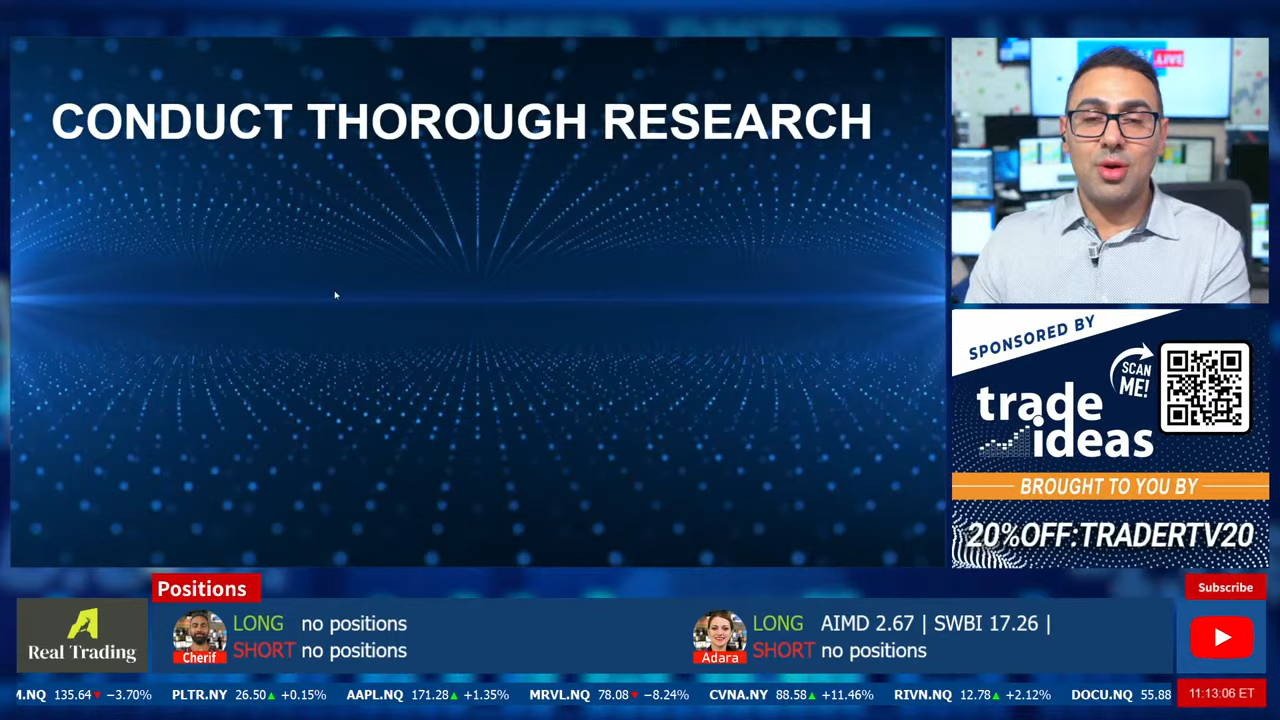 CONDUCT THOROUGH RESEARCH
.LIVE
SPONSORED BY
SCAN
ME!
trade
ideas
BROUGHT TO YOU BY
20%OFF:TRADERTV20
Positions
Subscribe
Real Trading
Cherif
LONG no positions
SHORT no positions
Adara
LONG AIMD 2.67 | SWBI 17.26 |
SHORT no positions
M.NQ 135.64▼ −3.70% PLTR.NY 26.50▲ +0.15% AAPL.NQ 171.28▲ +1.35% MRVL.NQ 78.08▼ −8.24% CVNA.NY 88.58▲ +11.46% RIVN.NQ 12.78▲ +2.12% DOCU.NQ 55.88
11:13:06 ET